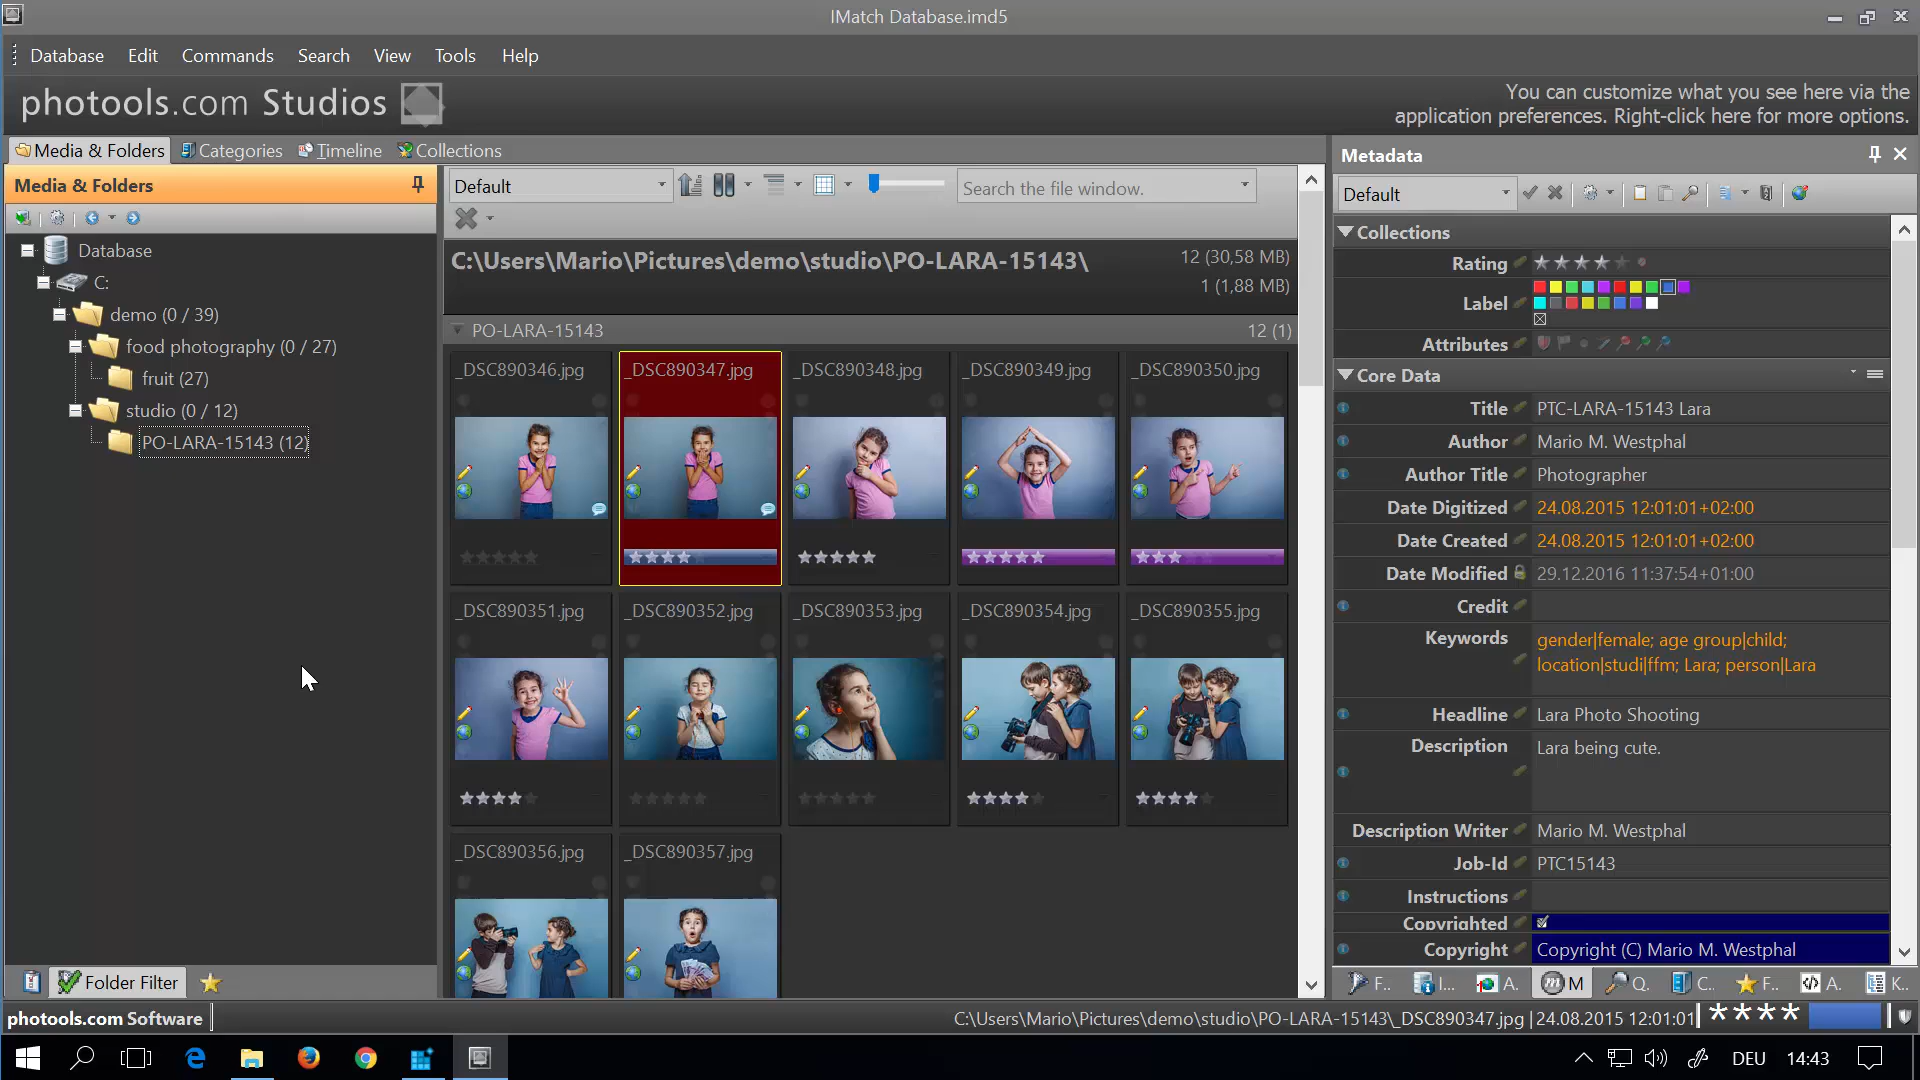 IMatch Database.imd5
Database Edit Commands Search View Tools Help
photools.com Studios
You can customize what you see here via the
application preferences. Right-click here for more options.
Media & Folders Categories Timeline Collections
Media & Folders
Database
C:
demo (0 / 39)
food photography (0 / 27)
fruit (27)
studio (0 / 12)
PO-LARA-15143 (12)
Folder Filter
Default
Search the file window.
C:\Users\Mario\Pictures\demo\studio\PO-LARA-15143\
12 (30,58 MB)
1 (1,88 MB)
PO-LARA-15143 12 (1)
_DSC890346.jpg _DSC890347.jpg _DSC890348.jpg _DSC890349.jpg _DSC890350.jpg
_DSC890351.jpg _DSC890352.jpg _DSC890353.jpg _DSC890354.jpg _DSC890355.jpg
_DSC890356.jpg _DSC890357.jpg
Metadata
Default
Collections
Rating
Label
Attributes
Core Data
Title PTC-LARA-15143 Lara
Author Mario M. Westphal
Author Title Photographer
Date Digitized 24.08.2015 12:01:01+02:00
Date Created 24.08.2015 12:01:01+02:00
Date Modified 29.12.2016 11:37:54+01:00
Credit
Keywords gender|female; age group|child;
location|studi|ffm; Lara; person|Lara
Headline Lara Photo Shooting
Description Lara being cute.
Description Writer Mario M. Westphal
Job-Id PTC15143
Instructions
Copyrighted
Copyright Copyright (C) Mario M. Westphal
F.. I... A. M Q. C.. F... A. K..
photools.com Software
C:\Users\Mario\Pictures\demo\studio\PO-LARA-15143\_DSC890347.jpg | 24.08.2015 12:01:01 ****
DEU 14:43